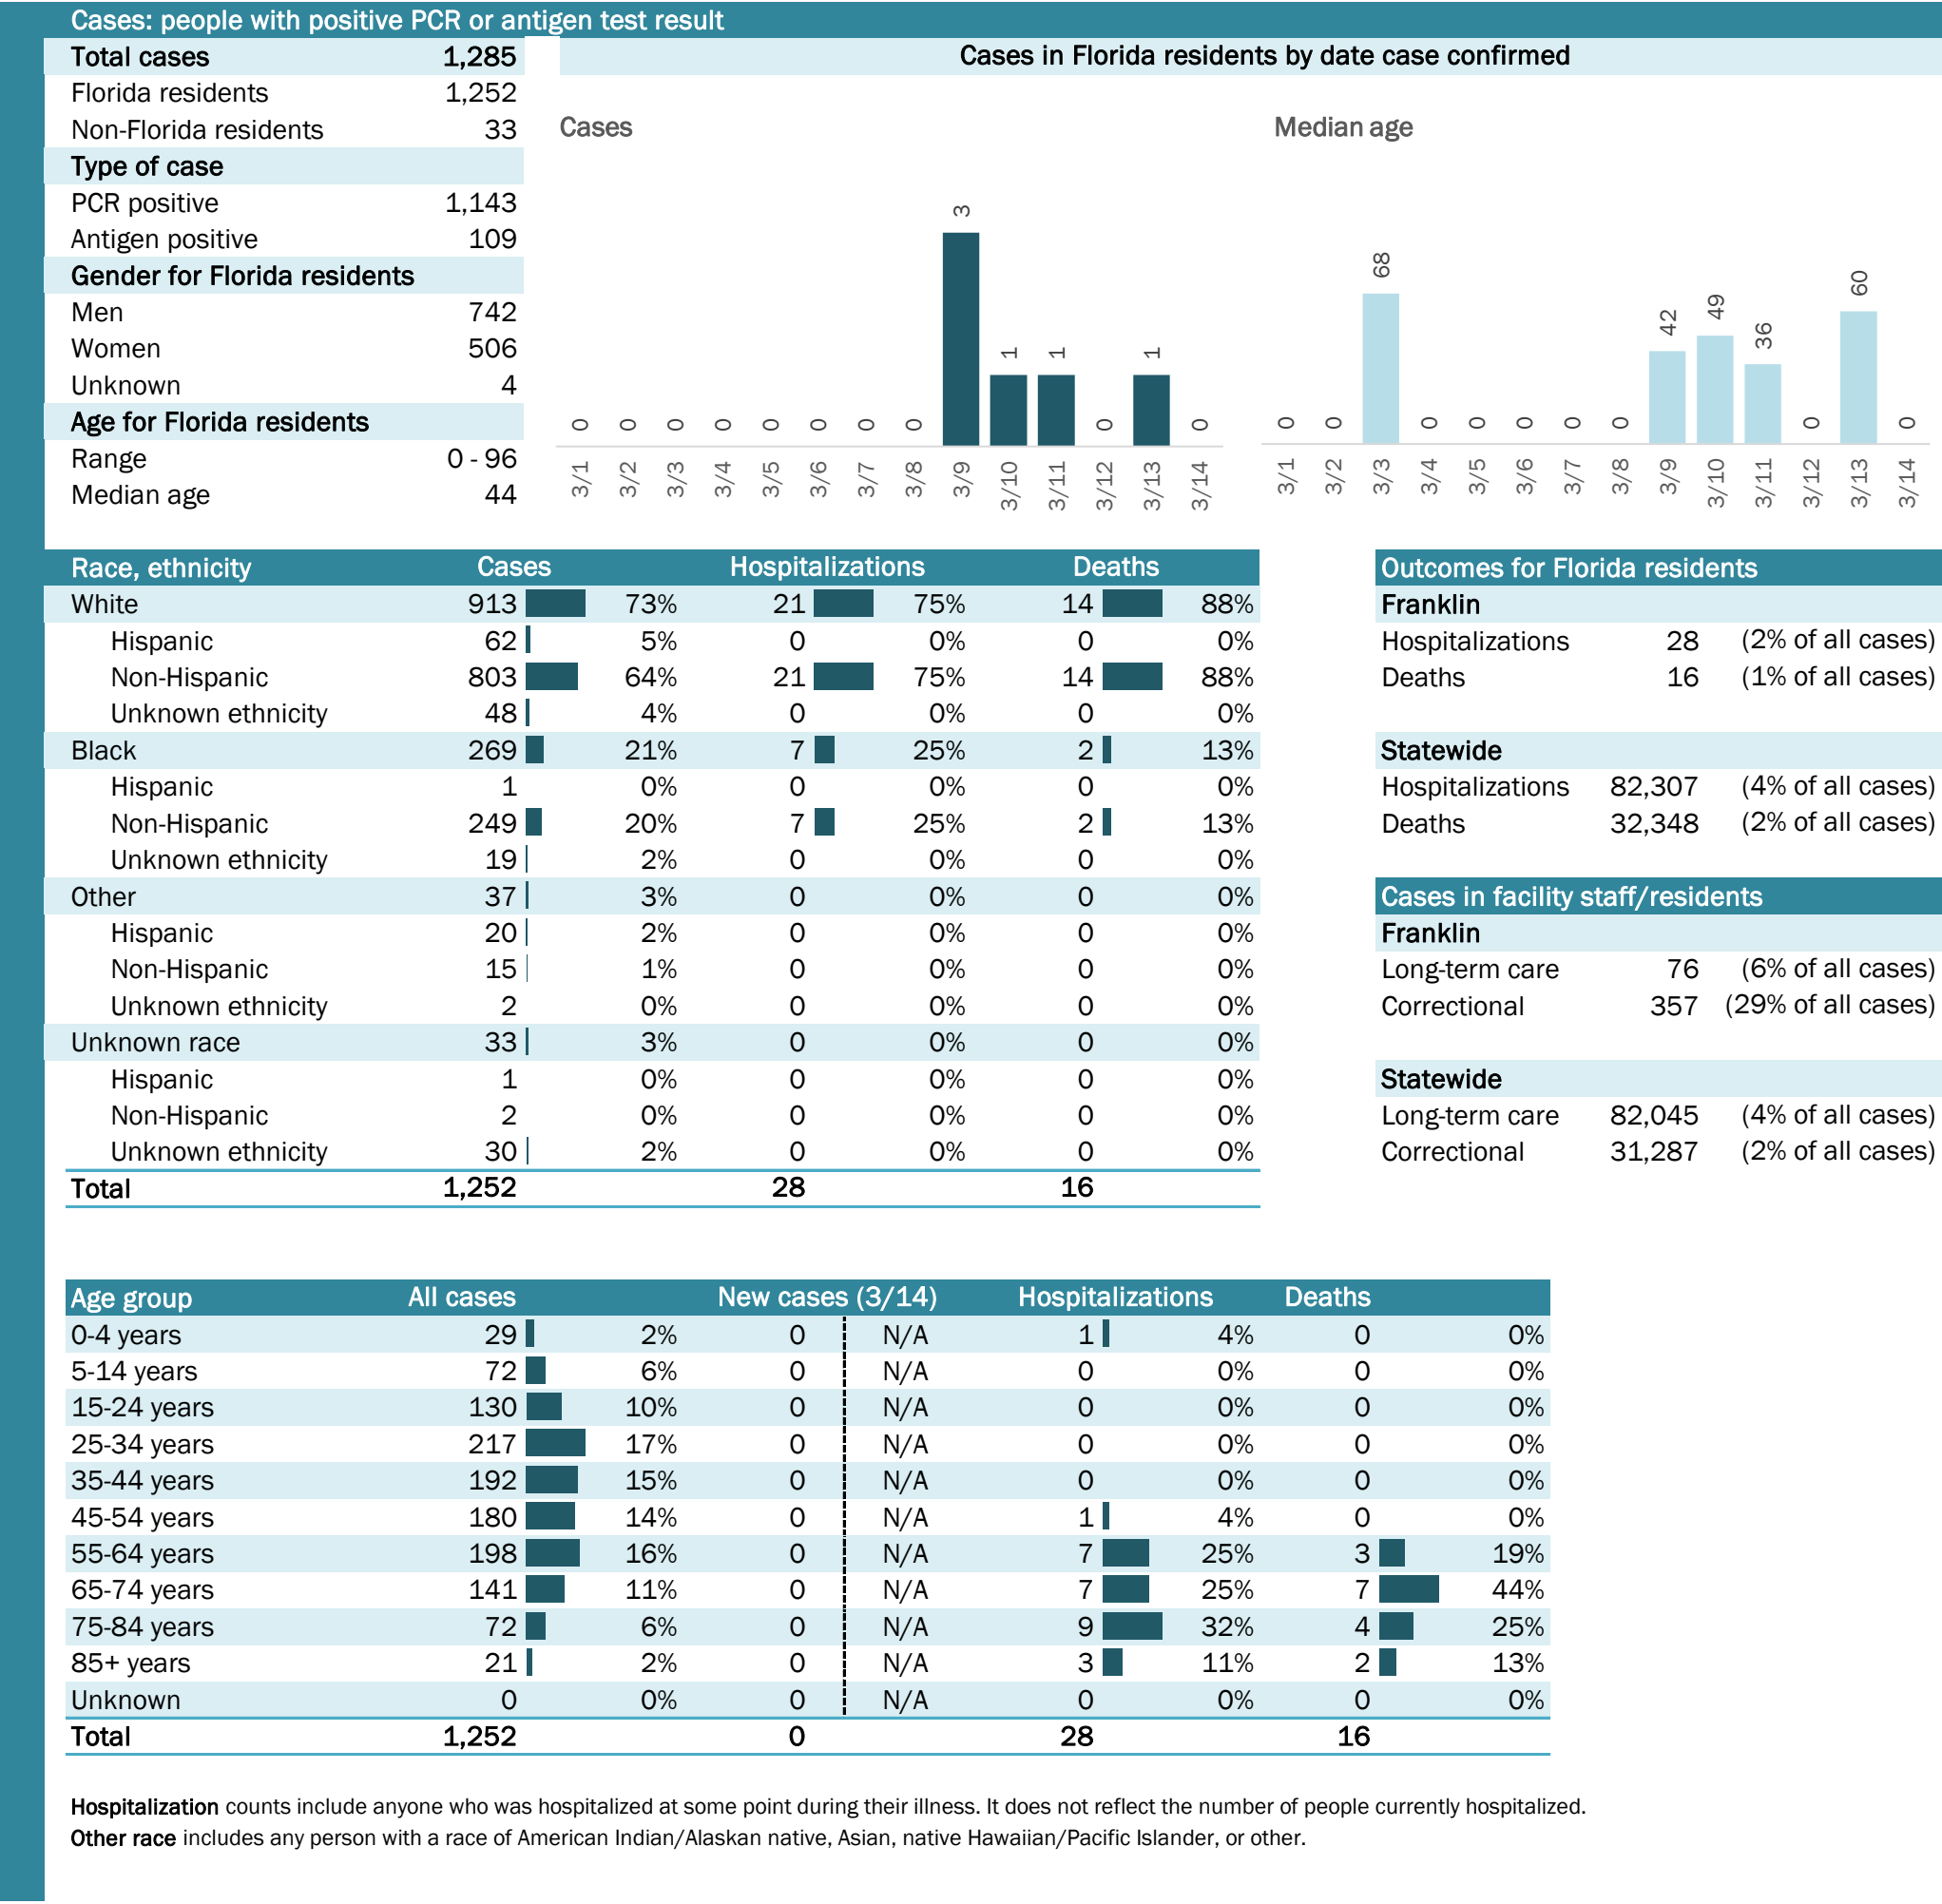 Cases: people with positive PCR or antigen test result
Total cases 1,285
Florida residents 1,252
Non-Florida residents 33
Type of case
PCR positive 1,143
Antigen positive 109
Gender for Florida residents
Men 742
Women 506
Unknown 4
Age for Florida residents
Range 0 - 96
Median age 44
Cases in Florida residents by date case confirmed
Cases
0 0 0 0 0 0 0 0 3 1 1 0 1 0
3/1 3/2 3/3 3/4 3/5 3/6 3/7 3/8 3/9 3/10 3/11 3/12 3/13 3/14
Median age
0 0 68 0 0 0 0 0 42 49 36 0 60 0
3/1 3/2 3/3 3/4 3/5 3/6 3/7 3/8 3/9 3/10 3/11 3/12 3/13 3/14
Race, ethnicity Cases Hospitalizations Deaths
White 913 73% 21 75% 14 88%
Hispanic 62 5% 0 0% 0 0%
Non-Hispanic 803 64% 21 75% 14 88%
Unknown ethnicity 48 4% 0 0% 0 0%
Black 269 21% 7 25% 2 13%
Hispanic 1 0% 0 0% 0 0%
Non-Hispanic 249 20% 7 25% 2 13%
Unknown ethnicity 19 2% 0 0% 0 0%
Other 37 3% 0 0% 0 0%
Hispanic 20 2% 0 0% 0 0%
Non-Hispanic 15 1% 0 0% 0 0%
Unknown ethnicity 2 0% 0 0% 0 0%
Unknown race 33 3% 0 0% 0 0%
Hispanic 1 0% 0 0% 0 0%
Non-Hispanic 2 0% 0 0% 0 0%
Unknown ethnicity 30 2% 0 0% 0 0%
Total 1,252 28 16
Outcomes for Florida residents
Franklin
Hospitalizations 28 (2% of all cases)
Deaths 16 (1% of all cases)
Statewide
Hospitalizations 82,307 (4% of all cases)
Deaths 32,348 (2% of all cases)
Cases in facility staff/residents
Franklin
Long-term care 76 (6% of all cases)
Correctional 357 (29% of all cases)
Statewide
Long-term care 82,045 (4% of all cases)
Correctional 31,287 (2% of all cases)
Age group All cases New cases (3/14) Hospitalizations Deaths
0-4 years 29 2% 0 N/A 1 4% 0 0%
5-14 years 72 6% 0 N/A 0 0% 0 0%
15-24 years 130 10% 0 N/A 0 0% 0 0%
25-34 years 217 17% 0 N/A 0 0% 0 0%
35-44 years 192 15% 0 N/A 0 0% 0 0%
45-54 years 180 14% 0 N/A 1 4% 0 0%
55-64 years 198 16% 0 N/A 7 25% 3 19%
65-74 years 141 11% 0 N/A 7 25% 7 44%
75-84 years 72 6% 0 N/A 9 32% 4 25%
85+ years 21 2% 0 N/A 3 11% 2 13%
Unknown 0 0% 0 N/A 0 0% 0 0%
Total 1,252 0 28 16
Hospitalization counts include anyone who was hospitalized at some point during their illness. It does not reflect the number of people currently hospitalized.
Other race includes any person with a race of American Indian/Alaskan native, Asian, native Hawaiian/Pacific Islander, or other.